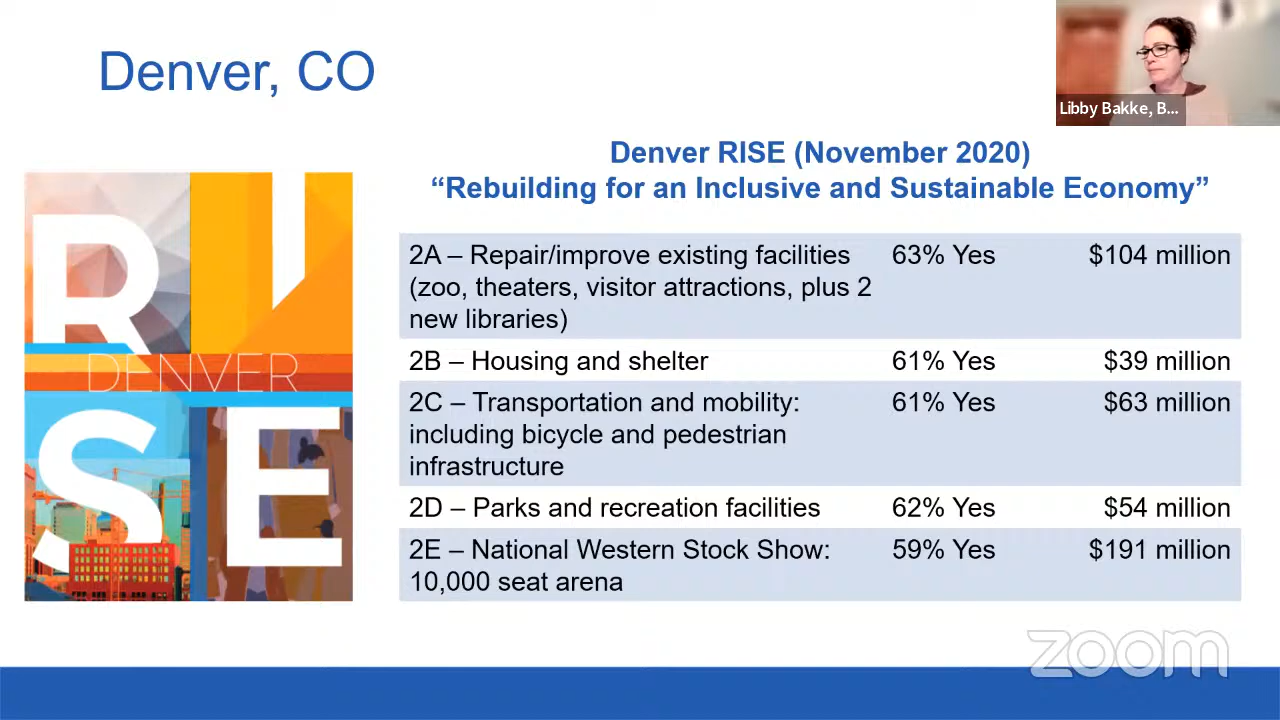 Denver, CO
Libby Bakke, B...
Denver RISE (November 2020)
“Rebuilding for an Inclusive and Sustainable Economy”
RI
DENVER
SE
2A – Repair/improve existing facilities 63% Yes $104 million
(zoo, theaters, visitor attractions, plus 2
new libraries)
2B – Housing and shelter 61% Yes $39 million
2C – Transportation and mobility: 61% Yes $63 million
including bicycle and pedestrian
infrastructure
2D – Parks and recreation facilities 62% Yes $54 million
2E – National Western Stock Show: 59% Yes $191 million
10,000 seat arena
zoom